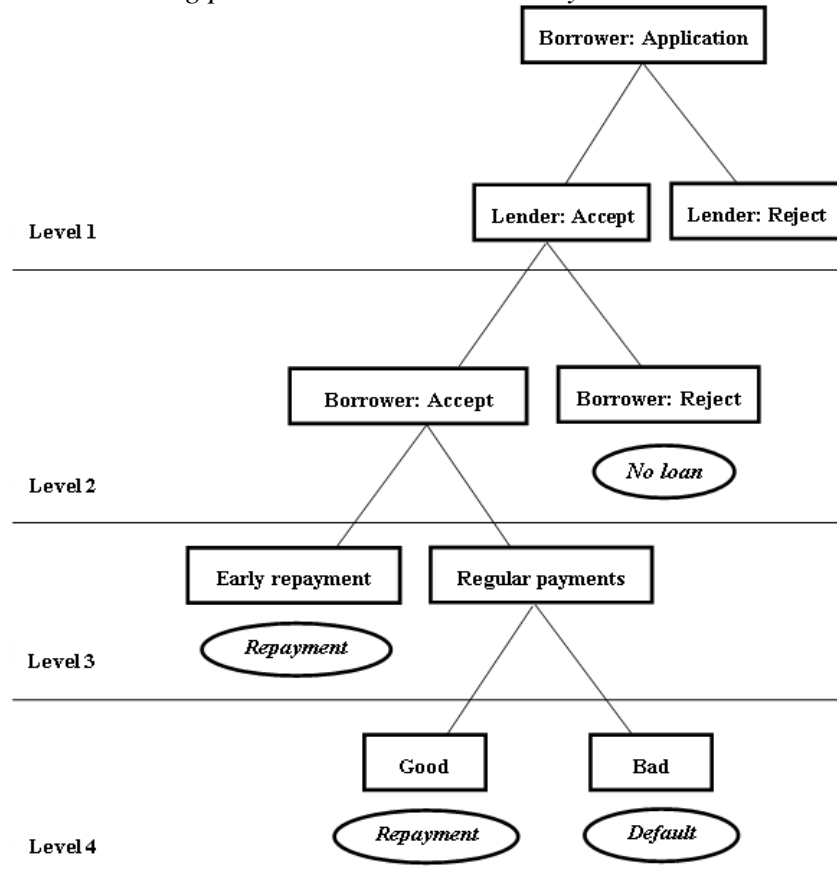 Borrower: Application
Lender: Accept
Lender: Reject
Level 1
Borrower: Accept
Borrower: Reject
No loan
Level 2
Early repayment
Regular payments
Repayment
Level 3
Good
Bad
Repayment
Default
Level 4